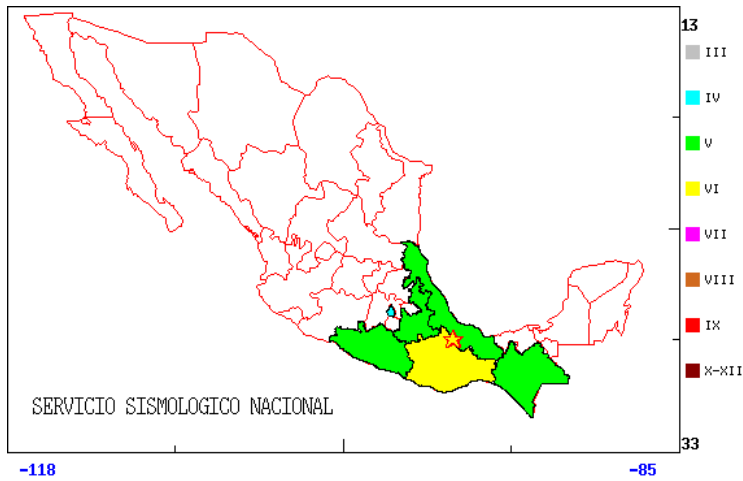 13
III
IV
V
VI
VII
VIII
IX
X-XII
SERVICIO SISMOLOGICO NACIONAL
33
-118
-85